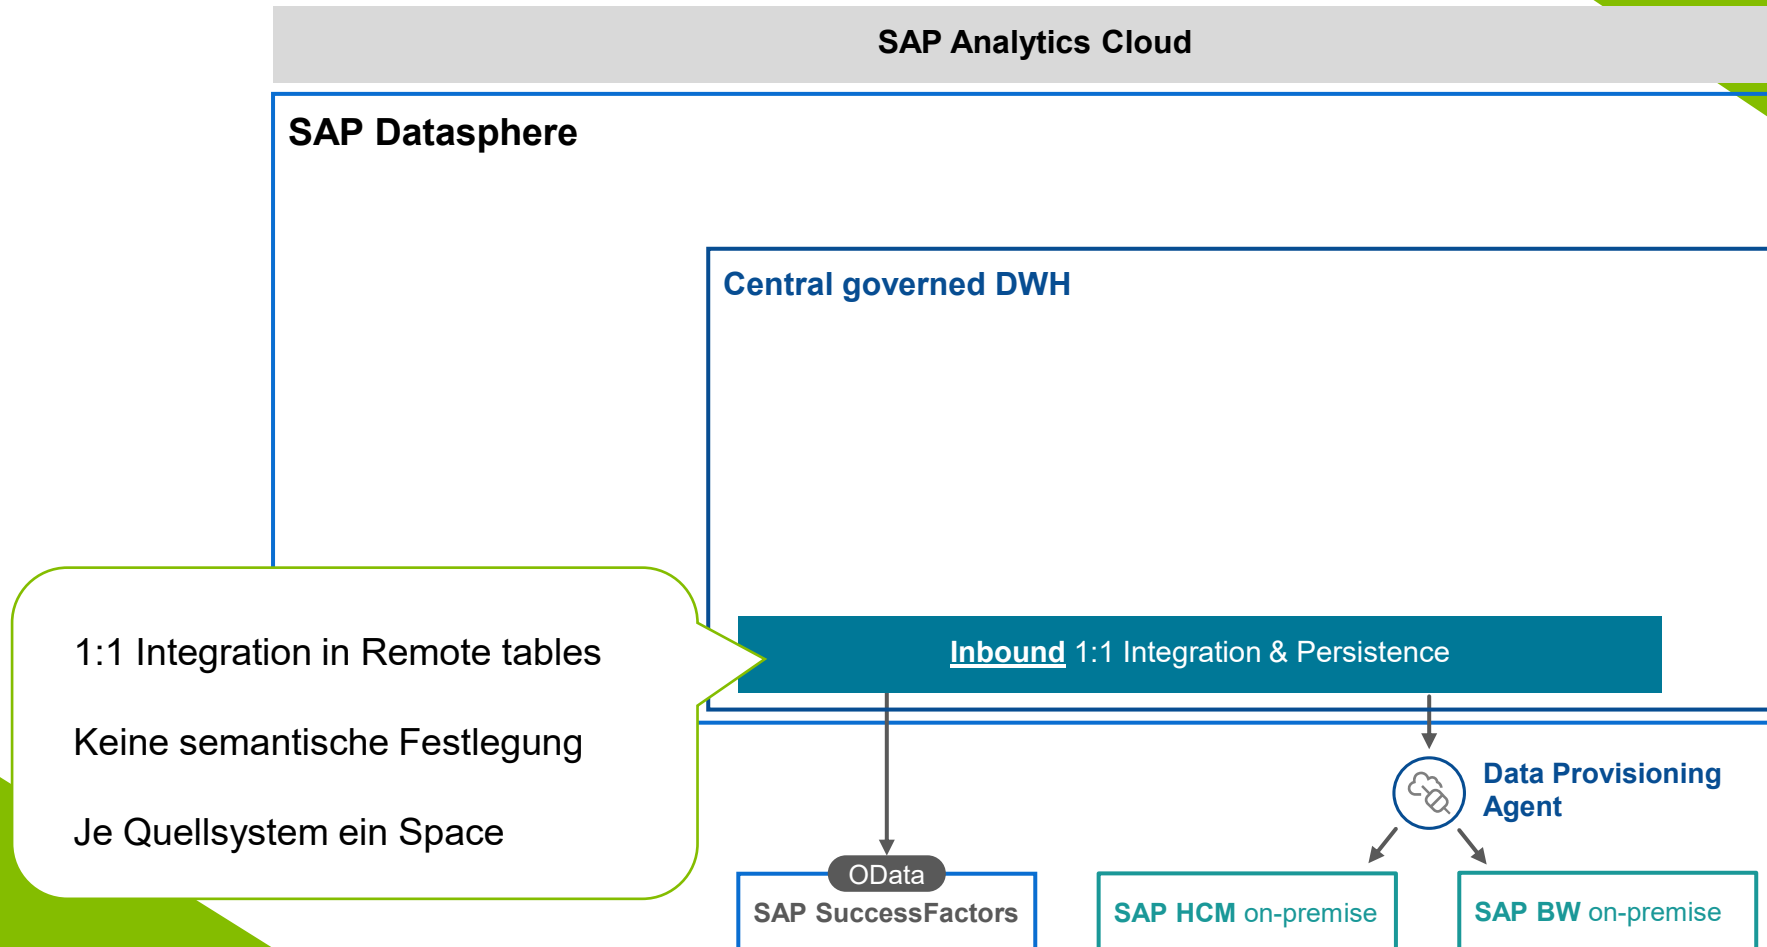 SAP Analytics Cloud
SAP Datasphere
Central governed DWH
1:1 Integration in Remote tables
Keine semantische Festlegung
Je Quellsystem ein Space
Inbound 1:1 Integration & Persistence
Data Provisioning
Agent
OData
SAP SuccessFactors
SAP HCM on-premise
SAP BW on-premise